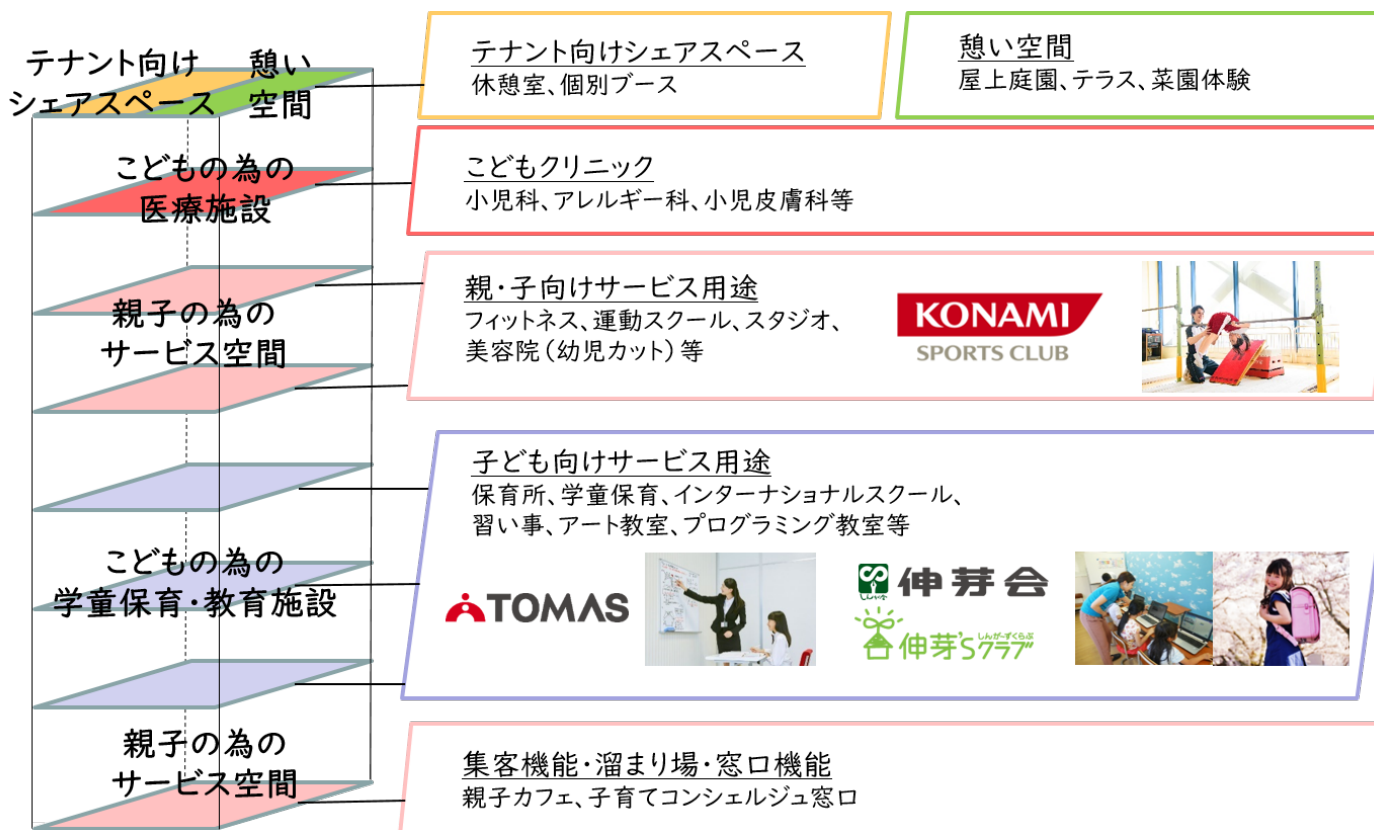 テナント向け
シェアスペース
憩い
空間
テナント向けシェアスペース
休憩室、個別ブース
憩い空間
屋上庭園、テラス、菜園体験
こどもの為の
医療施設
こどもクリニック
小児科、アレルギー科、小児皮膚科等
親子の為の
サービス空間
親・子向けサービス用途
フィットネス、運動スクール、スタジオ、
美容院(幼児カット)等
KONAMI
SPORTS CLUB
こどもの為の
学童保育・教育施設
子ども向けサービス用途
保育所、学童保育、インターナショナルスクール、
習い事、アート教室、プログラミング教室等
TOMAS
しんが会
伸芽会
しんが〜ずくらぶ
伸芽'Sクラブ
親子の為の
サービス空間
集客機能・溜まり場・窓口機能
親子カフェ、子育てコンシェルジュ窓口